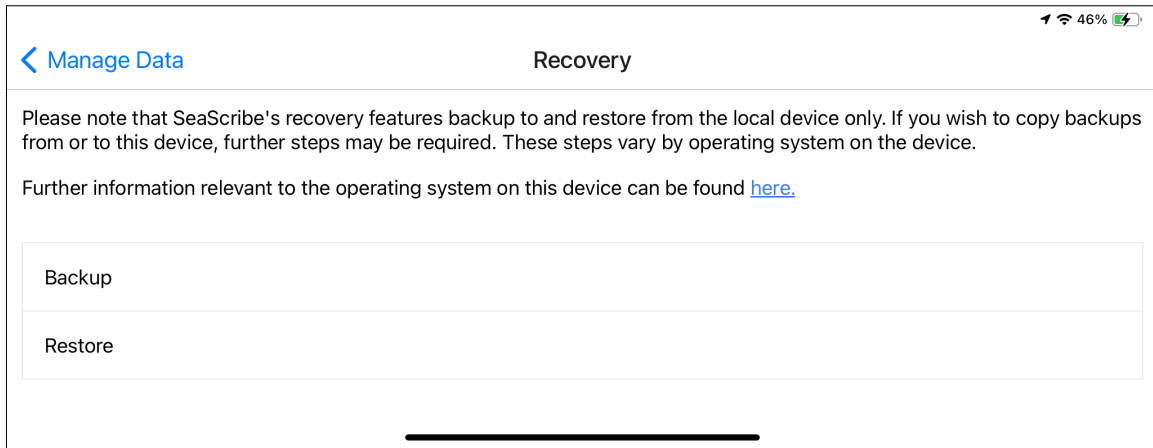 46%
Manage Data
Recovery
Please note that SeaScribe's recovery features backup to and restore from the local device only. If you wish to copy backups
from or to this device, further steps may be required. These steps vary by operating system on the device.
Further information relevant to the operating system on this device can be found here.
Backup
Restore